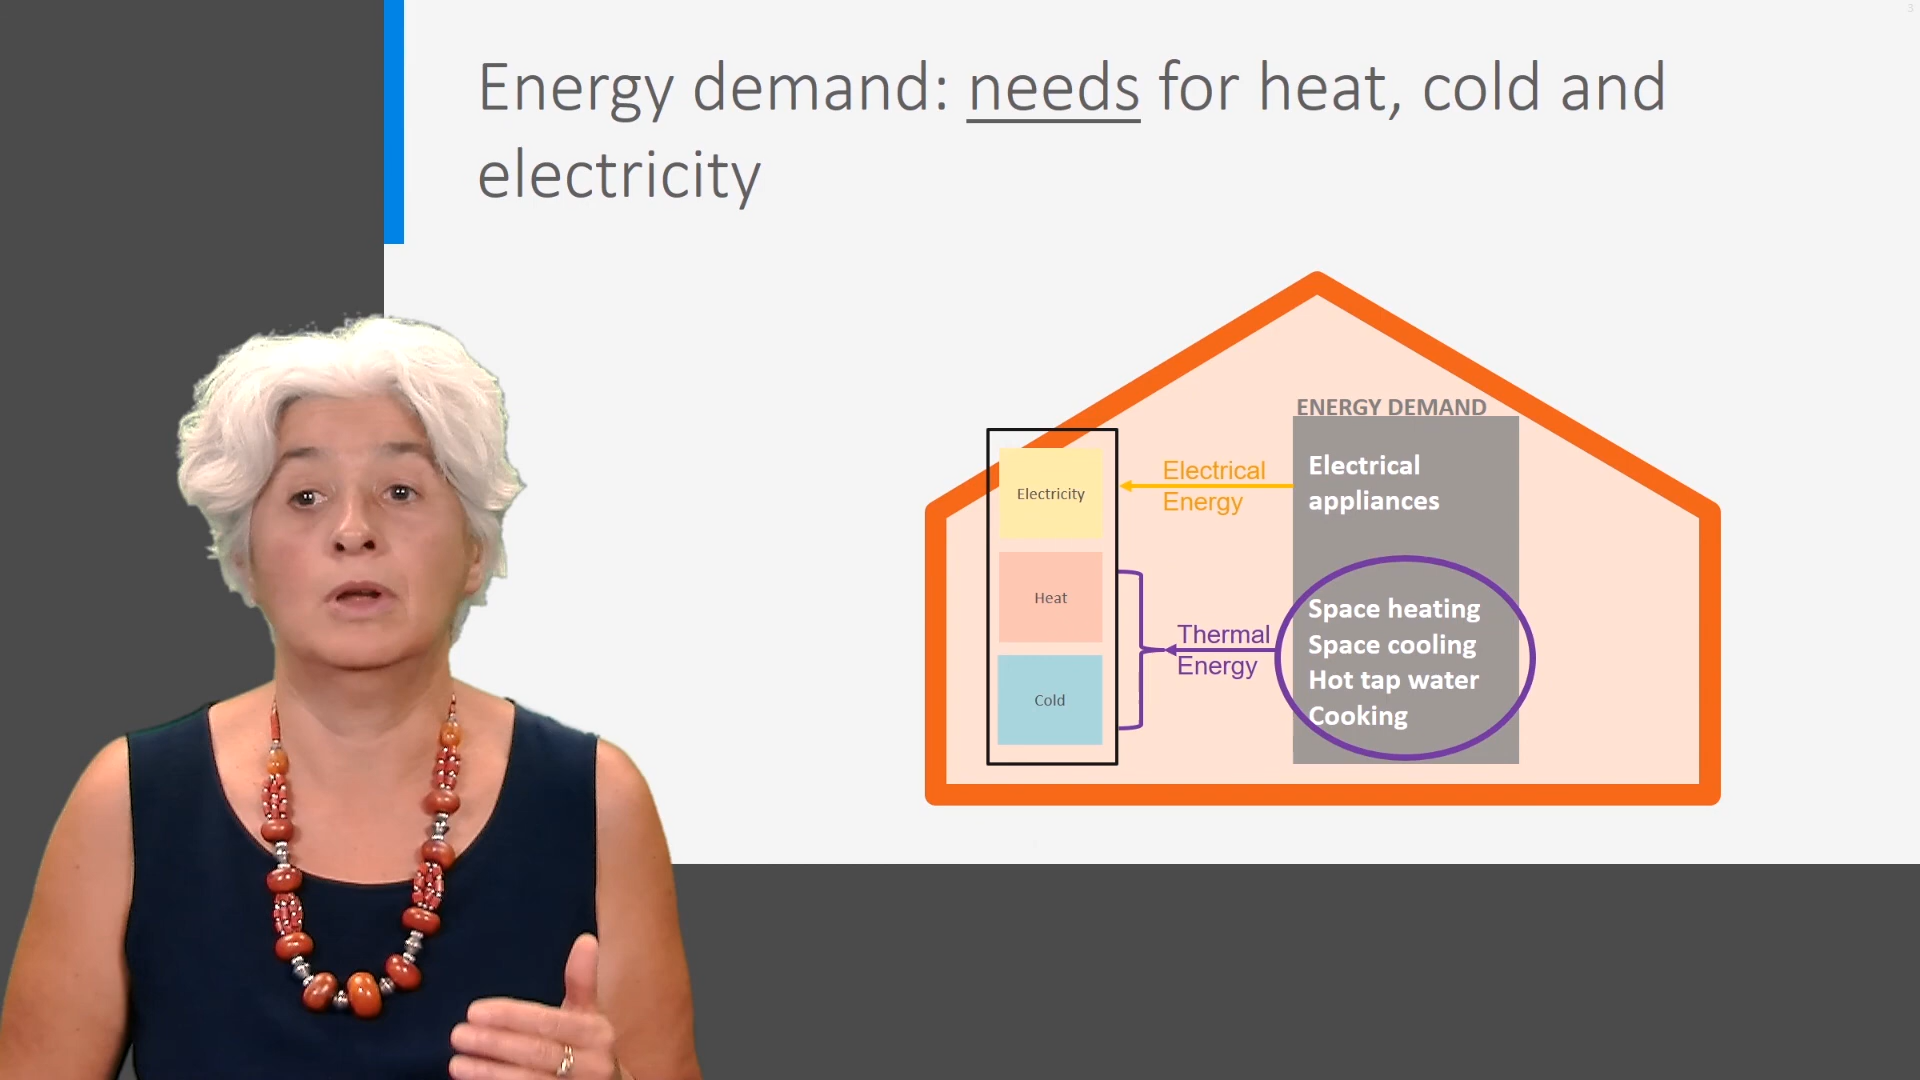 3
Energy demand: needs for heat, cold and
electricity
ENERGY DEMAND
Electricity
Electrical
Energy
Electrical
appliances
Heat
Thermal
Energy
Space heating
Space cooling
Hot tap water
Cooking
Cold